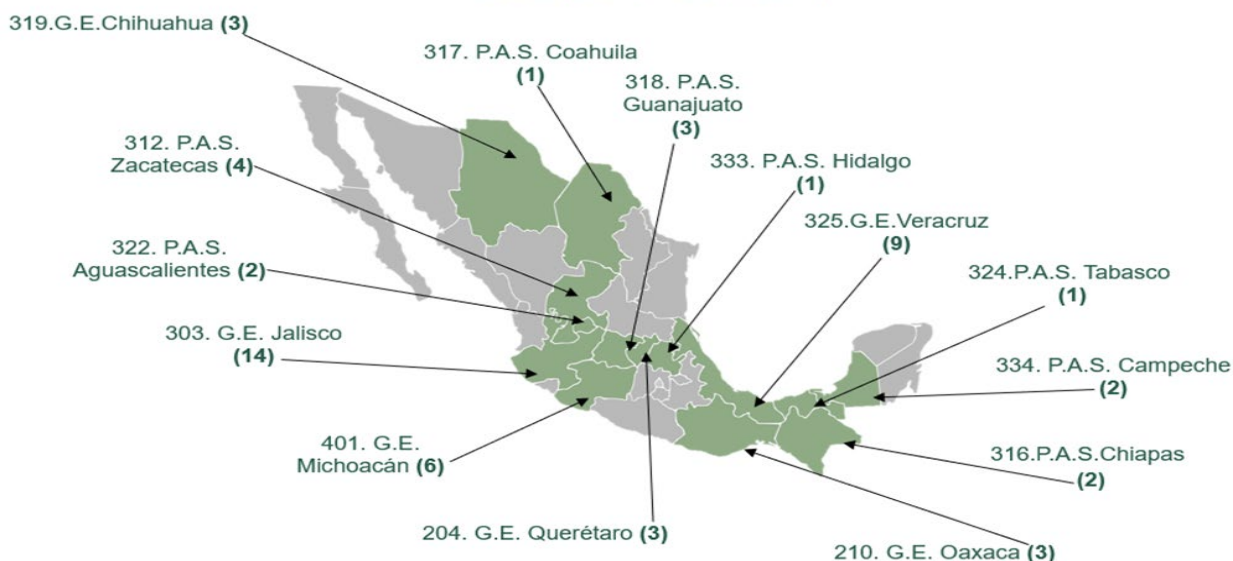 319.G.E.Chihuahua (3)
317. P.A.S. Coahuila
(1)
318. P.A.S.
Guanajuato
(3)
312. P.A.S.
Zacatecas (4)
333. P.A.S. Hidalgo
(1)
325.G.E.Veracruz
(9)
322. P.A.S.
Aguascalientes (2)
324.P.A.S. Tabasco
(1)
303. G.E. Jalisco
(14)
334. P.A.S. Campeche
(2)
401. G.E.
Michoacán (6)
316.P.A.S.Chiapas
(2)
204. G.E. Querétaro (3)
210. G.E. Oaxaca (3)